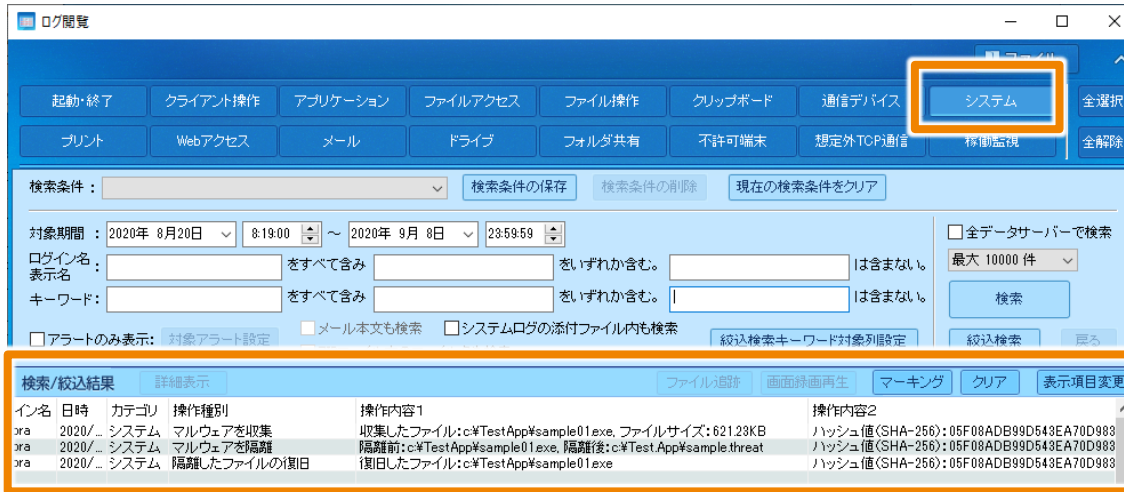 ログ閲覧
ファイル
起動・終了 クライアント操作 アプリケーション ファイルアクセス ファイル操作 クリップボード 通信デバイス システム 全選択
プリント Webアクセス メール ドライブ フォルダ共有 不許可端末 想定外TCP通信 稼働監視 全解除
検索条件： 検索条件の保存 検索条件の削除 現在の検索条件をクリア
対象期間 : 2020年 8月20日 8:19:00 ～ 2020年 9月 8日 23:59:59 全データサーバーで検索
ログイン名
表示名 : をすべて含み をいずれか含む。 は含まない。 最大 10000 件
キーワード: をすべて含み をいずれか含む。 は含まない。 検索
アラートのみ表示: 対象アラート設定 メール本文も検索 システムログの添付ファイル内も検索 絞込検索キーワード対象列設定 絞込検索 戻る
検索/絞込結果 詳細表示 ファイル追跡 画面録画再生 マーキング クリア 表示項目変更
イン名 日時 カテゴリ 操作種別 操作内容1 操作内容2
ora 2020/... システム マルウェアを収集 収集したファイル:c:¥TestApp¥sample01.exe, ファイルサイズ:621.23KB ハッシュ値(SHA-256):05F08ADB99D543EA70D983
ora 2020/... システム マルウェアを隔離 隔離前:c:¥TestApp¥sample01.exe, 隔離後:c:¥TestApp¥sample.threat ハッシュ値(SHA-256):05F08ADB99D543EA70D983
ora 2020/... システム 隔離したファイルの復旧 復旧したファイル:c:¥TestApp¥sample01.exe ハッシュ値(SHA-256):05F08ADB99D543EA70D983